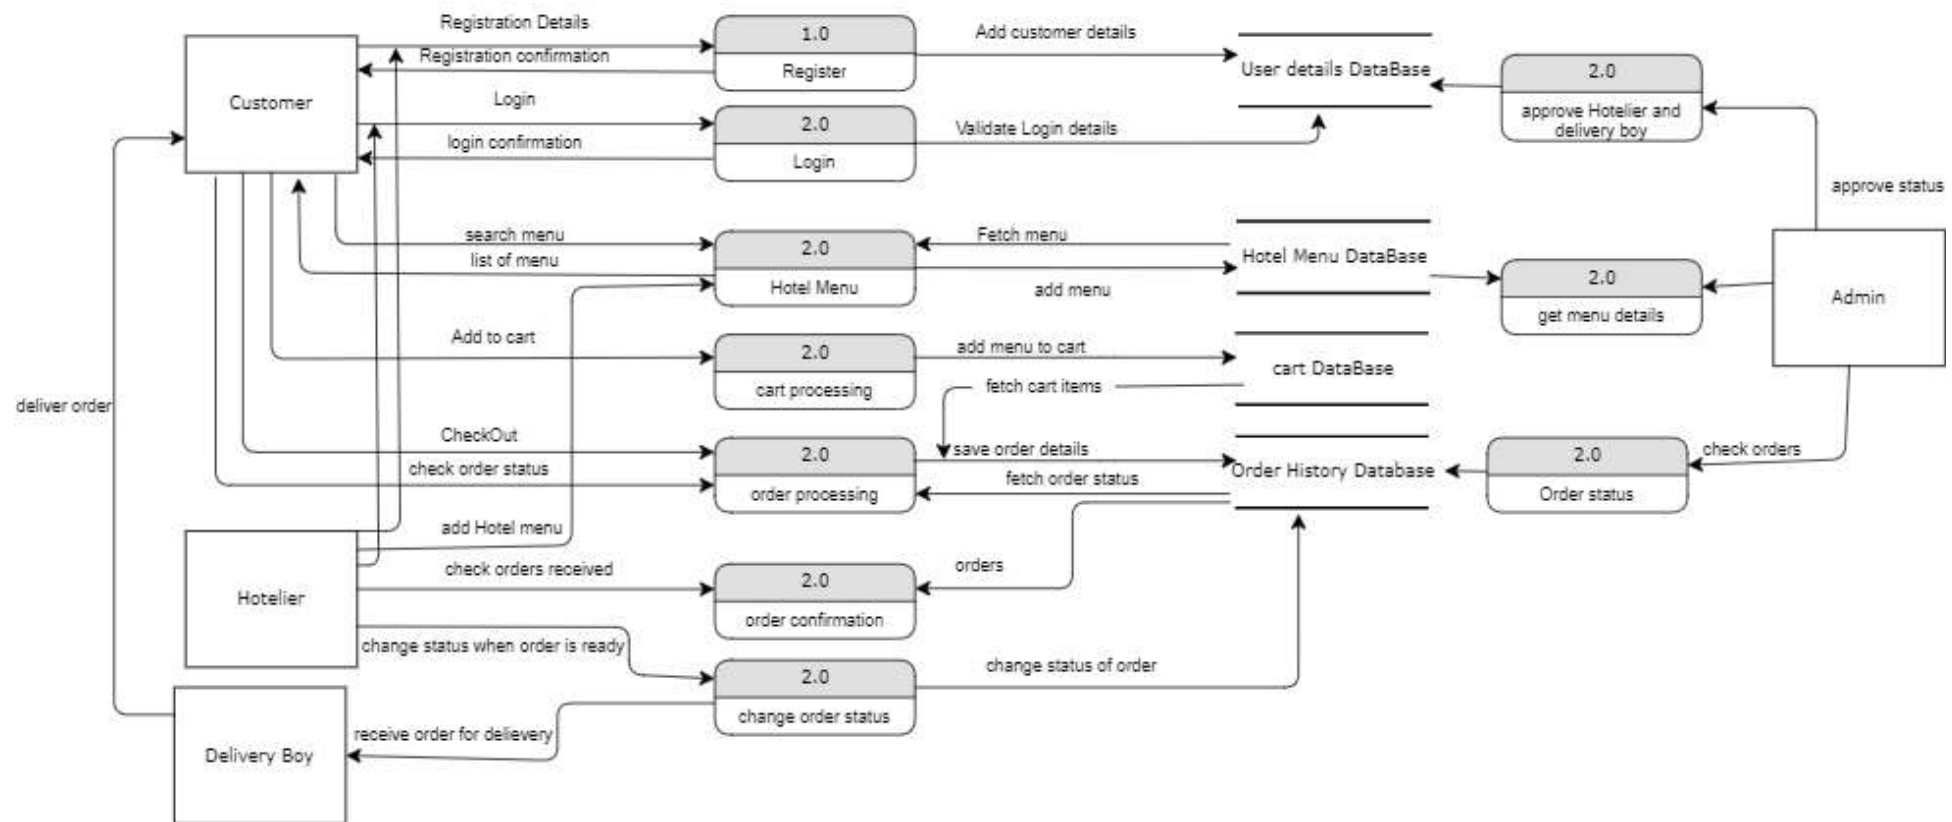 Registration Details
1.0
Register
Registration confirmation
Add customer details
User details DataBase
2.0
approve Hotelier and
delivery boy
Customer
Login
2.0
Login
login confirmation
Validate Login details
approve status
search menu
list of menu
2.0
Hotel Menu
Fetch menu
add menu
Hotel Menu DataBase
2.0
get menu details
Admin
Add to cart
2.0
cart processing
add menu to cart
fetch cart items
cart DataBase
deliver order
CheckOut
check order status
2.0
order processing
save order details
fetch order status
Order History Database
2.0
Order status
check orders
add Hotel menu
Hotelier
check orders received
2.0
order confirmation
orders
change status when order is ready
2.0
change order status
change status of order
receive order for delievery
Delivery Boy